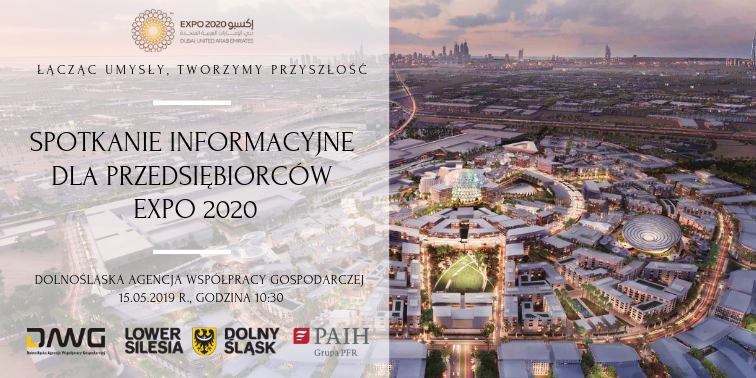 EXPO 2020 إكسبو
دبي، الإمارات العربية المتحدة
DUBAI, UNITED ARAB EMIRATES
ŁĄCZĄC UMYSŁY, TWORZYMY PRZYSZŁOŚĆ
SPOTKANIE INFORMACYJNE
DLA PRZEDSIĘBIORCÓW
EXPO 2020
DOLNOŚLĄSKA AGENCJA WSPÓŁPRACY GOSPODARCZEJ
15.05.2019 R., GODZINA 10:30
DAWG
Dolnośląska Agencja Współpracy Gospodarczej
LOWER
SILESIA
DOLNY
ŚLĄSK
PAIH
Grupa PFR